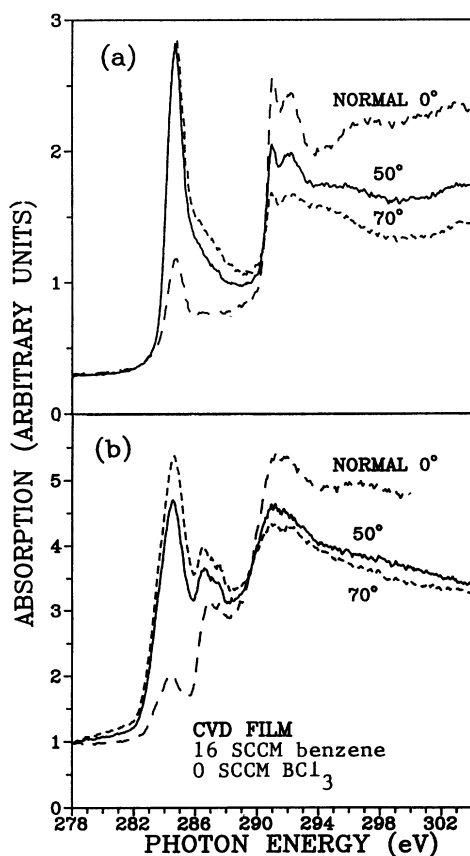 (a)
3
2
1
0
NORMAL 0°
50°
70°
ABSORPTION (ARBITRARY UNITS)
(b)
5
4
3
2
1
0
NORMAL 0°
50°
70°
CVD FILM
16 SCCM benzene
0 SCCM BCl3
278 282 286 290 294 298 302
PHOTON ENERGY (eV)